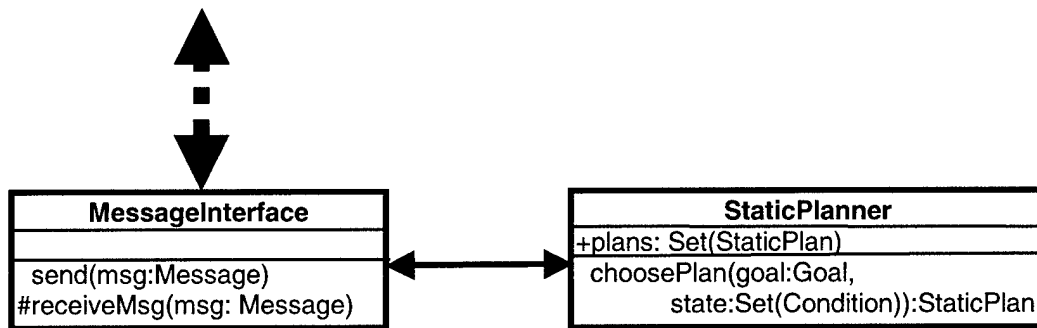 MessageInterface
send(msg:Message)
#receiveMsg(msg: Message)
StaticPlanner
+plans: Set(StaticPlan)
choosePlan(goal:Goal,
state:Set(Condition)):StaticPlan